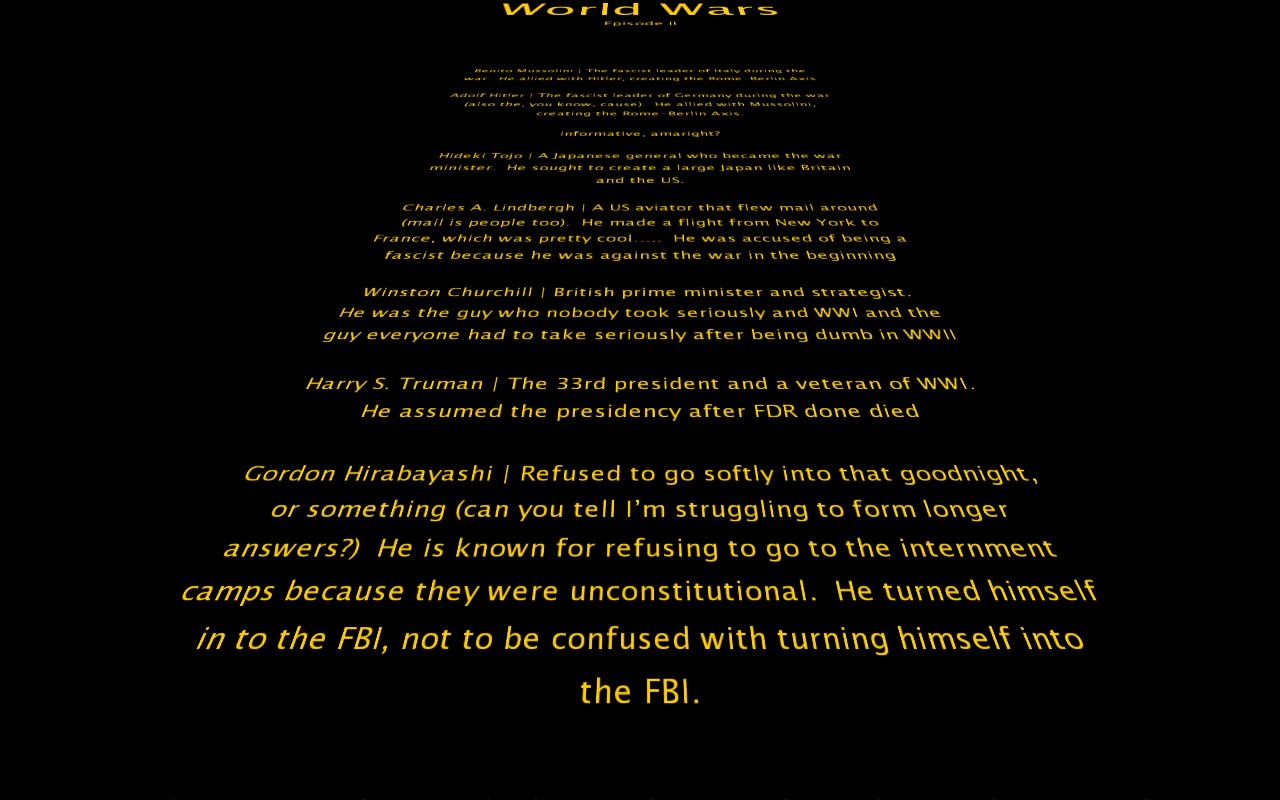 World Wars
Episode II
Benito Mussolini | The fascist leader of Italy during the
war.  He allied with Hitler, creating the Rome-Berlin Axis
Adolf Hitler | The fascist leader of Germany during the war
(also the, you know, cause).  He allied with Mussolini,
creating the Rome-Berlin Axis.
informative, amaright?
Hideki Tojo | A Japanese general who became the war
minister.  He sought to create a large Japan like Britain
and the US.
Charles A. Lindbergh | A US aviator that flew mail around
(mail is people too).  He made a flight from New York to
France, which was pretty cool.....  He was accused of being a
fascist because he was against the war in the beginning
Winston Churchill | British prime minister and strategist.
He was the guy who nobody took seriously and WWI and the
guy everyone had to take seriously after being dumb in WWII
Harry S. Truman | The 33rd president and a veteran of WWI.
He assumed the presidency after FDR done died
Gordon Hirabayashi | Refused to go softly into that goodnight,
or something (can you tell I'm struggling to form longer
answers?)  He is known for refusing to go to the internment
camps because they were unconstitutional.  He turned himself
in to the FBI, not to be confused with turning himself into
the FBI.